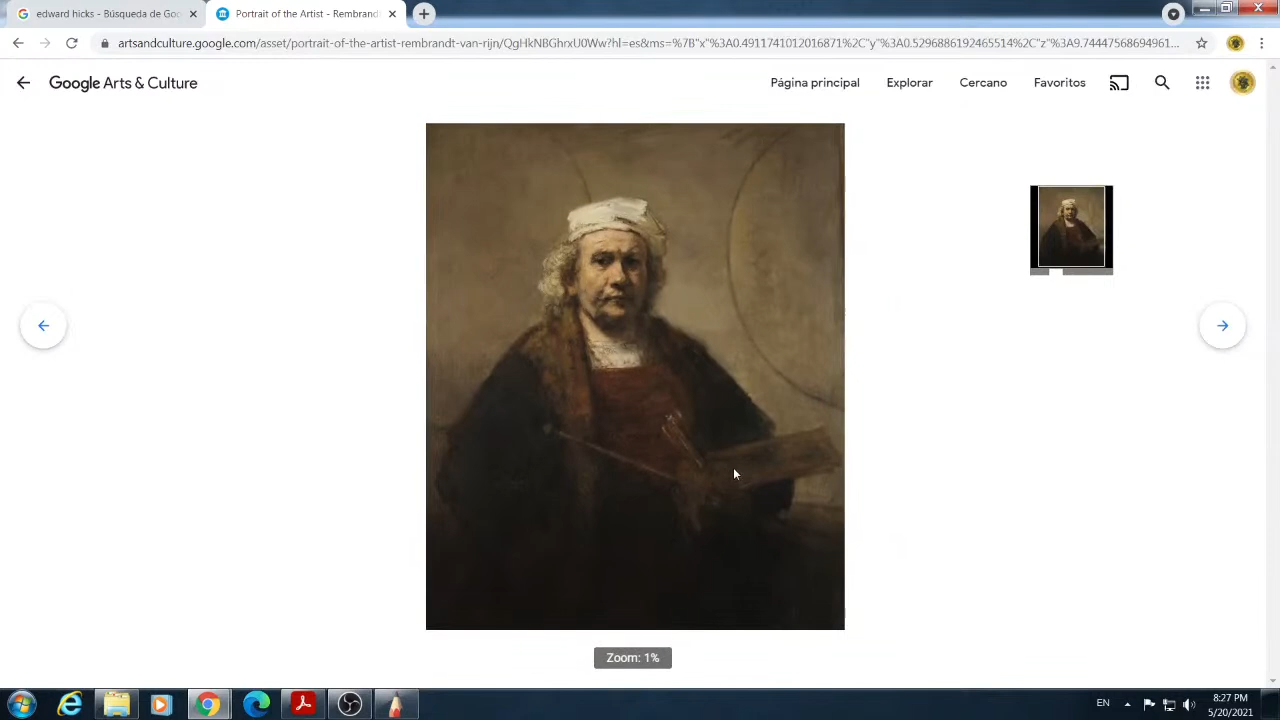 edward hicks - Búsqueda de Goo
Portrait of the Artist - Rembrandt
artsandculture.google.com/asset/portrait-of-the-artist-rembrandt-van-rijn/QgHkNBGhrxU0Ww?hl=es&ms=%7B"x"%3A0.4911741012016871%2C"y"%3A0.5296886192465514%2C"z"%3A9.74447568694961...
Google Arts & Culture
Página principal
Explorar
Cercano
Favoritos
Zoom: 1%
EN
8:27 PM
5/20/2021